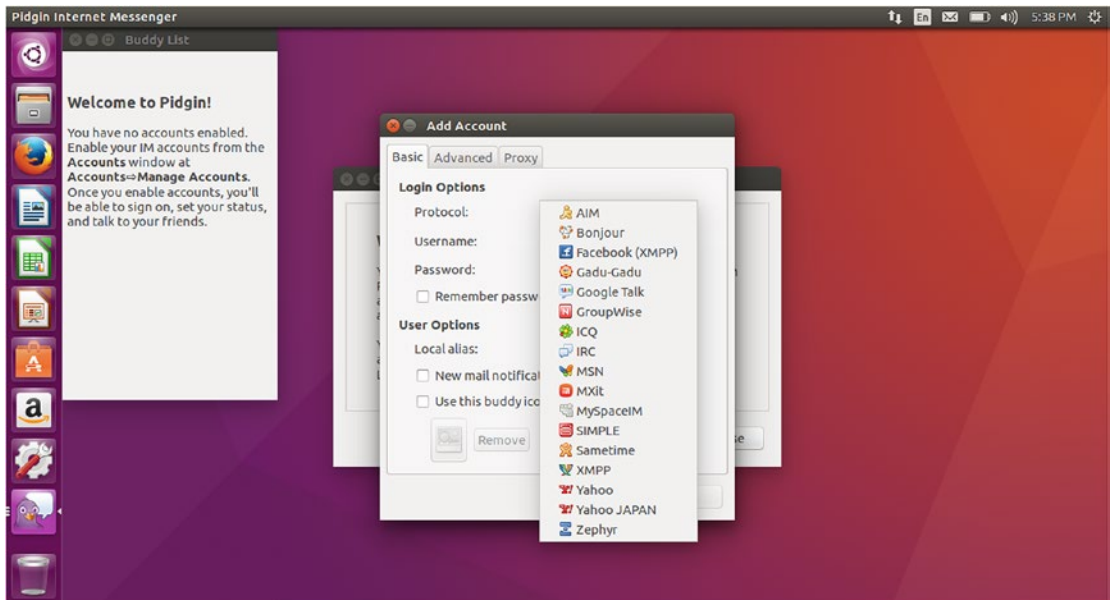 Pidgin Internet Messenger
En
5:38 PM
Buddy List
Welcome to Pidgin!
You have no accounts enabled.
Enable your IM accounts from the
Accounts window at
Accounts⇨Manage Accounts.
Once you enable accounts, you'll
be able to sign on, set your status,
and talk to your friends.
Add Account
Basic
Advanced
Proxy
Login Options
Protocol:
Username:
Password:
Remember passw
User Options
Local alias:
New mail notificat
Use this buddy ico
Remove
AIM
Bonjour
Facebook (XMPP)
Gadu-Gadu
Google Talk
GroupWise
ICQ
IRC
MSN
MXit
MySpaceIM
SIMPLE
Sametime
XMPP
Yahoo
Yahoo JAPAN
Zephyr